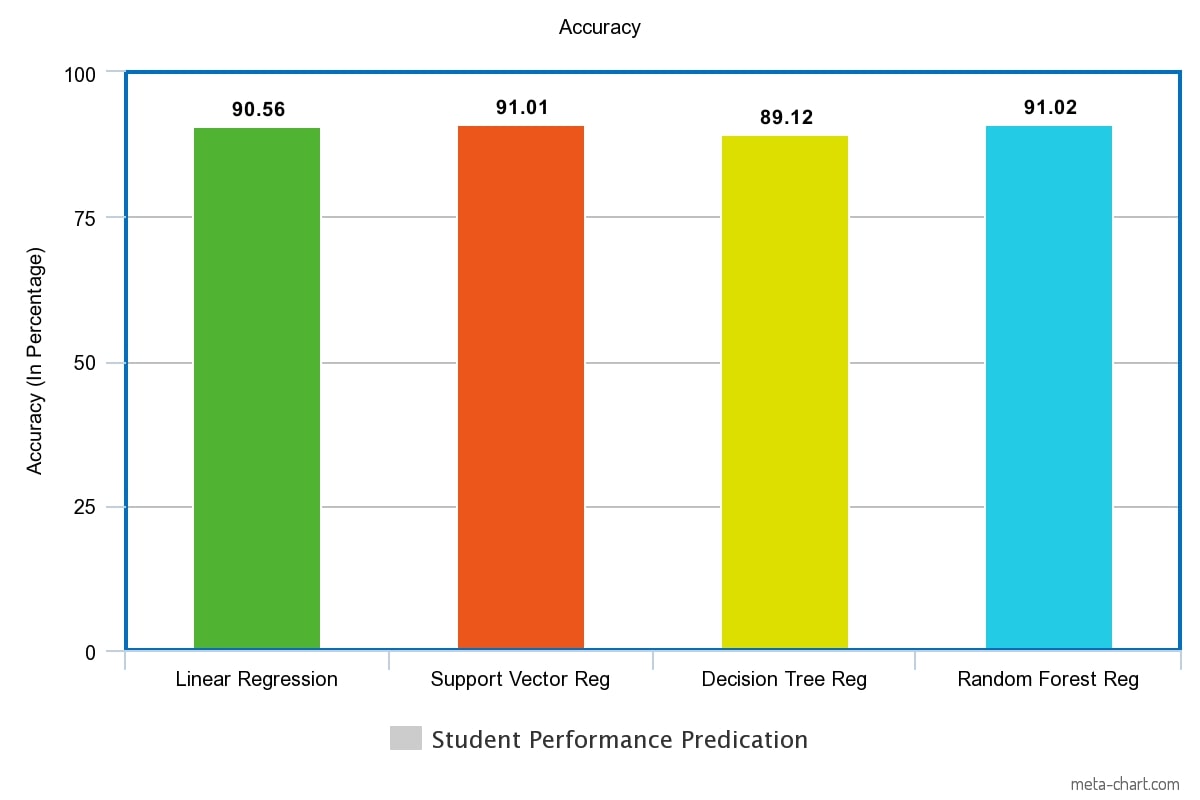 Accuracy
100
75
50
25
0
Accuracy (In Percentage)
90.56
91.01
89.12
91.02
Linear Regression
Support Vector Reg
Decision Tree Reg
Random Forest Reg
Student Performance Predication
meta-chart.com